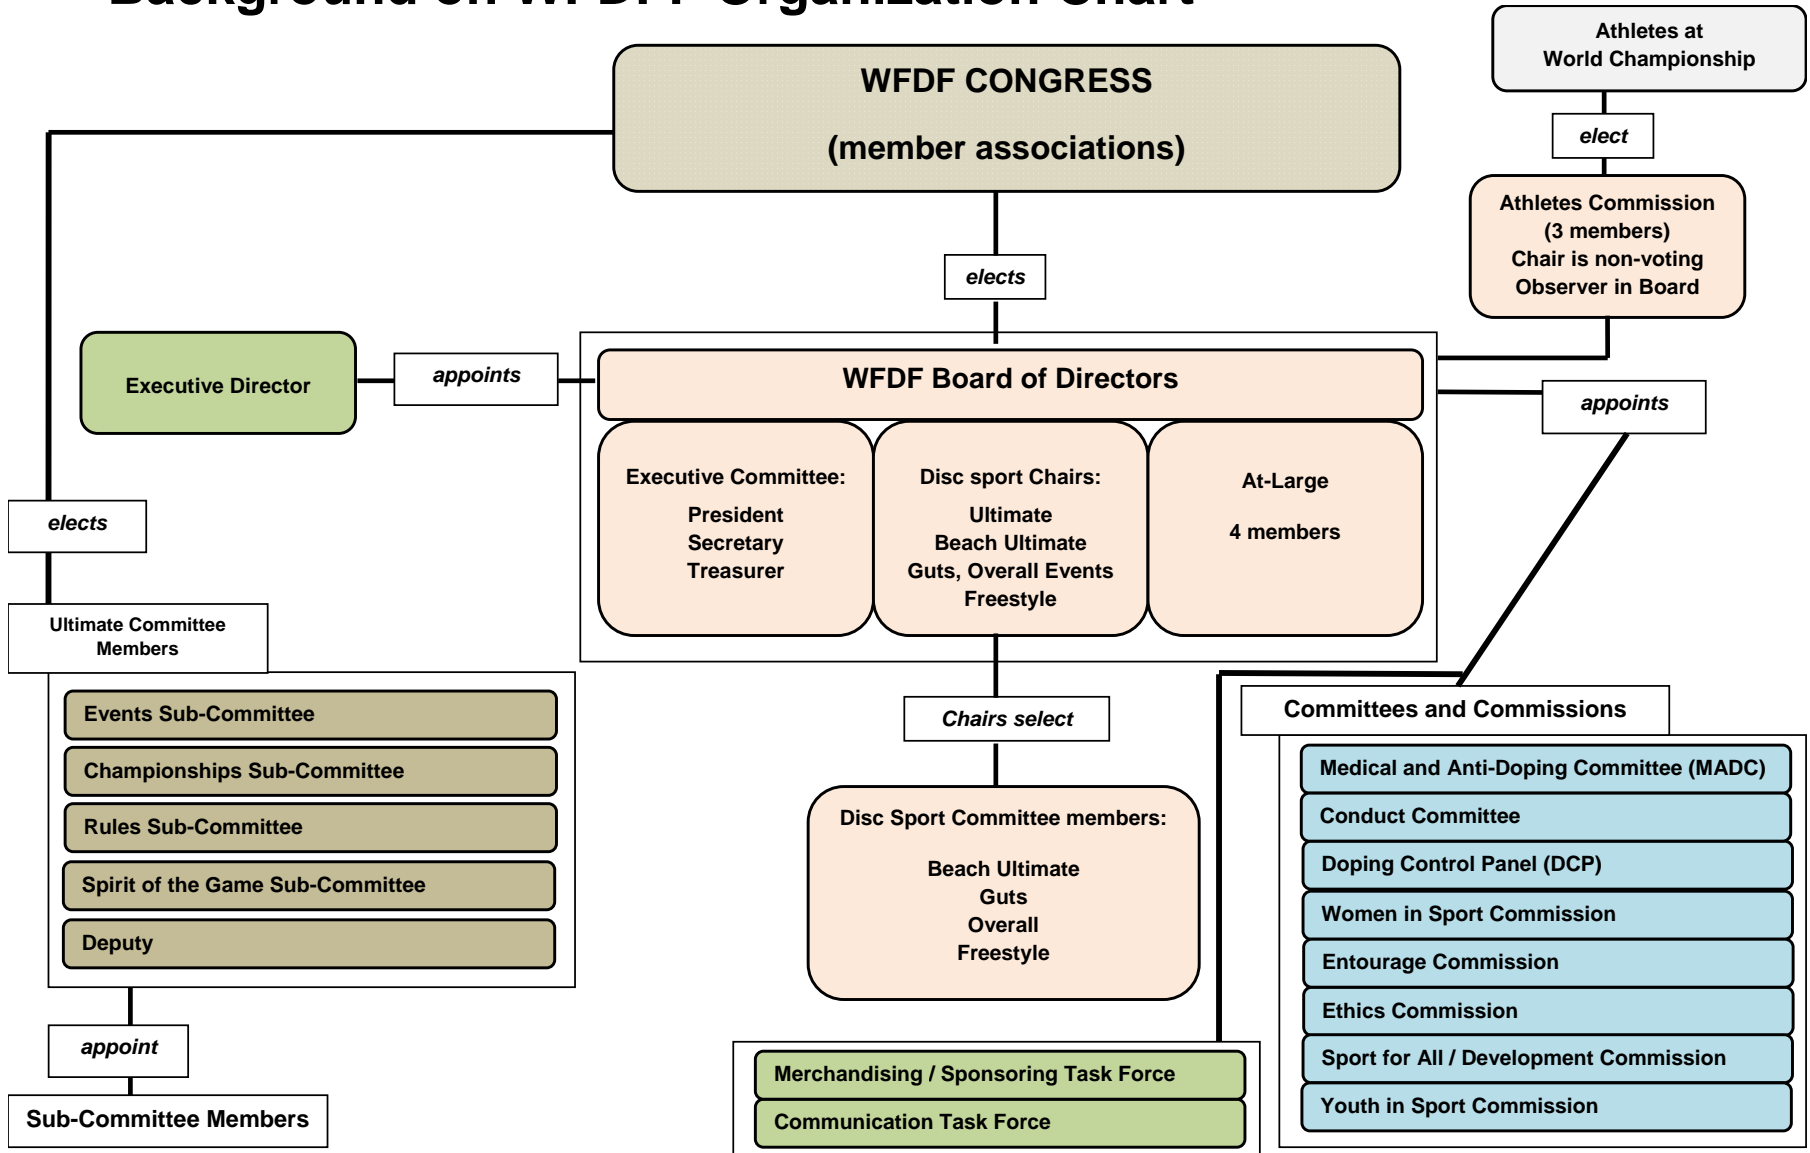 Background on WFDF: Organization Chart
Athletes at
World Championship
WFDF CONGRESS
(member associations)
elect
Athletes Commission
(3 members)
Chair is non-voting
Observer in Board
elects
Executive Director
appoints
WFDF Board of Directors
appoints
Executive Committee:
President
Secretary
Treasurer
Disc sport Chairs:
Ultimate
Beach Ultimate
Guts, Overall Events
Freestyle
At-Large
4 members
elects
Ultimate Committee
Members
Events Sub-Committee
Championships Sub-Committee
Rules Sub-Committee
Spirit of the Game Sub-Committee
Deputy
appoint
Sub-Committee Members
Chairs select
Disc Sport Committee members:
Beach Ultimate
Guts
Overall
Freestyle
Merchandising / Sponsoring Task Force
Communication Task Force
Committees and Commissions
Medical and Anti-Doping Committee (MADC)
Conduct Committee
Doping Control Panel (DCP)
Women in Sport Commission
Entourage Commission
Ethics Commission
Sport for All / Development Commission
Youth in Sport Commission